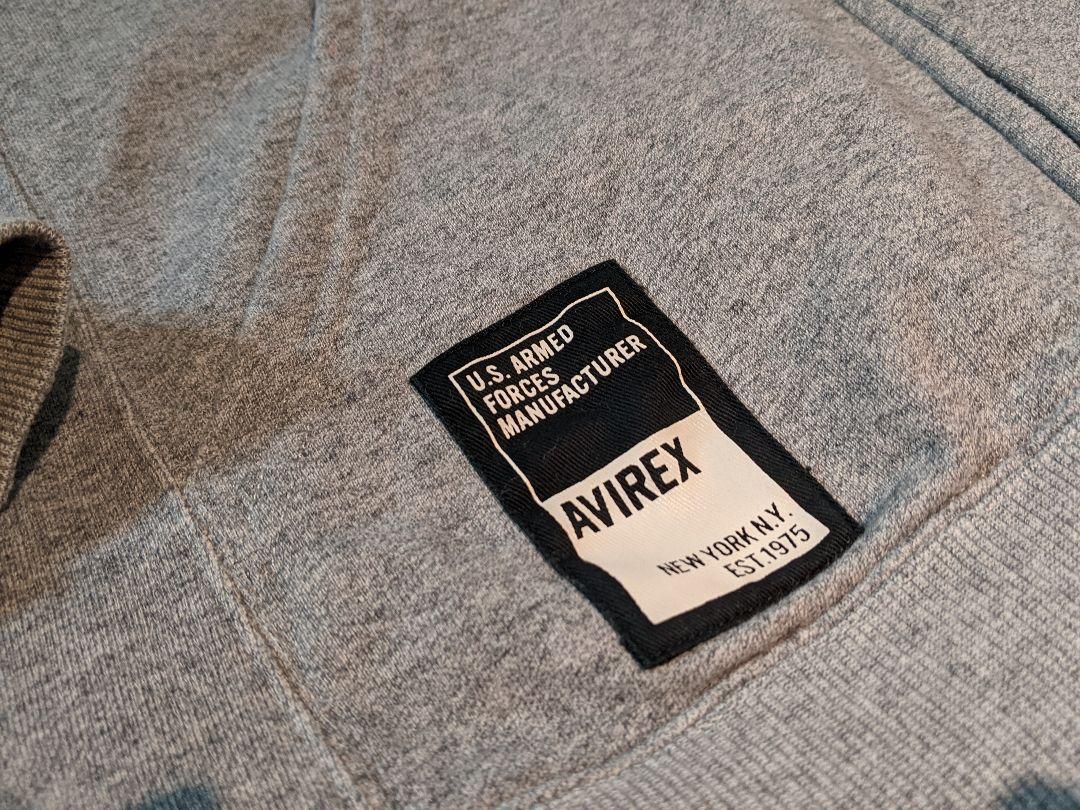 U.S. ARMED
FORCES
MANUFACTURER
AVIREX
NEW YORK N.Y.
EST.1975